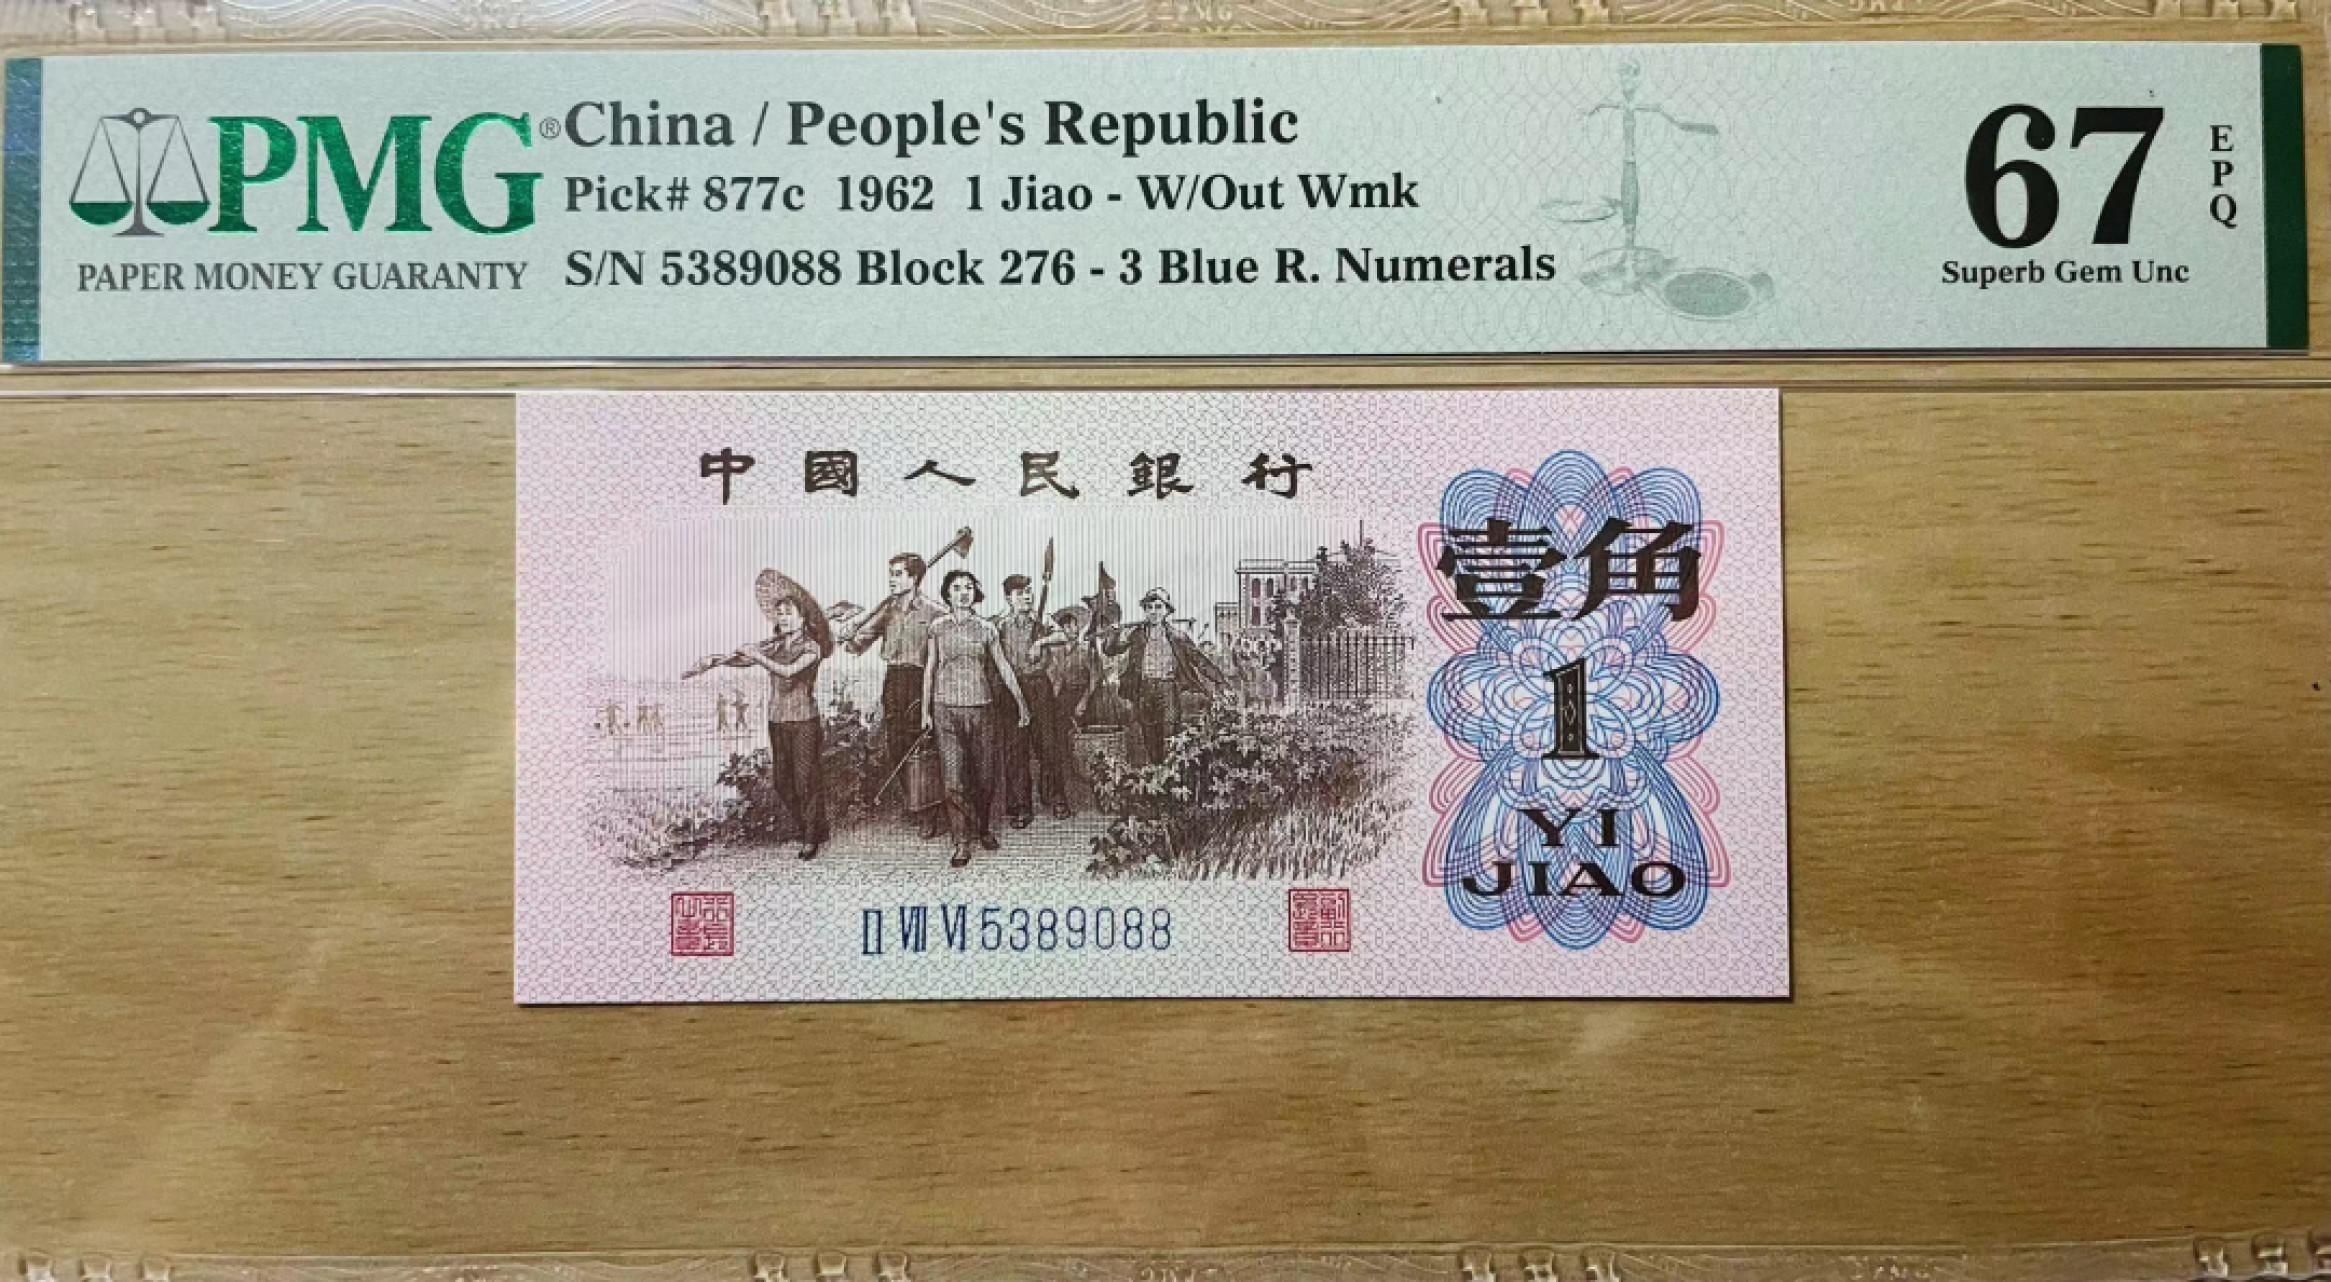 PMG®
PAPER MONEY GUARANTY
China / People's Republic
Pick# 877c 1962 1 Jiao - W/Out Wmk
S/N 5389088 Block 276 - 3 Blue R. Numerals
67
EPQ
Superb Gem Unc
中國人民銀行
壹角
1
YI
JIAO
II VII VI 5389088